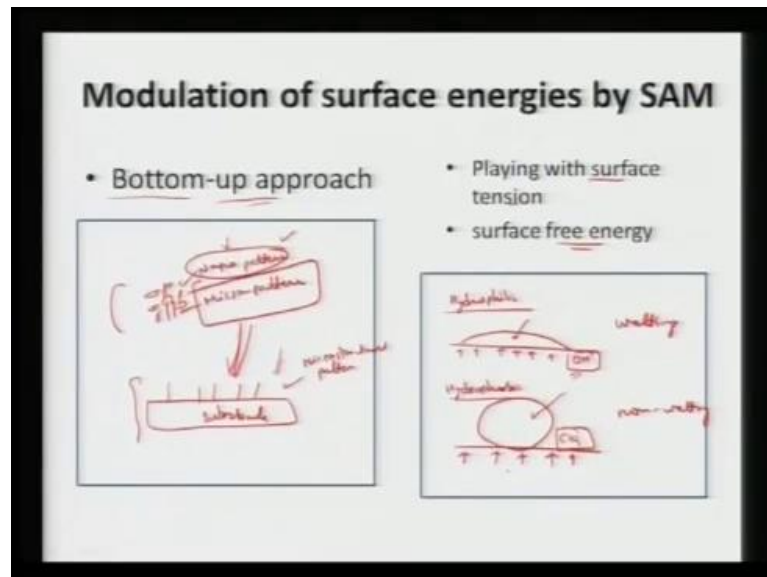 Modulation of surface energies by SAM
• Bottom-up approach
pattern
Micron pattern
pattern
Substrate
• Playing with surface
tension
• surface free energy
Hydrophilic
wetting
OH
Hydrophobic
non-wetting
CH3